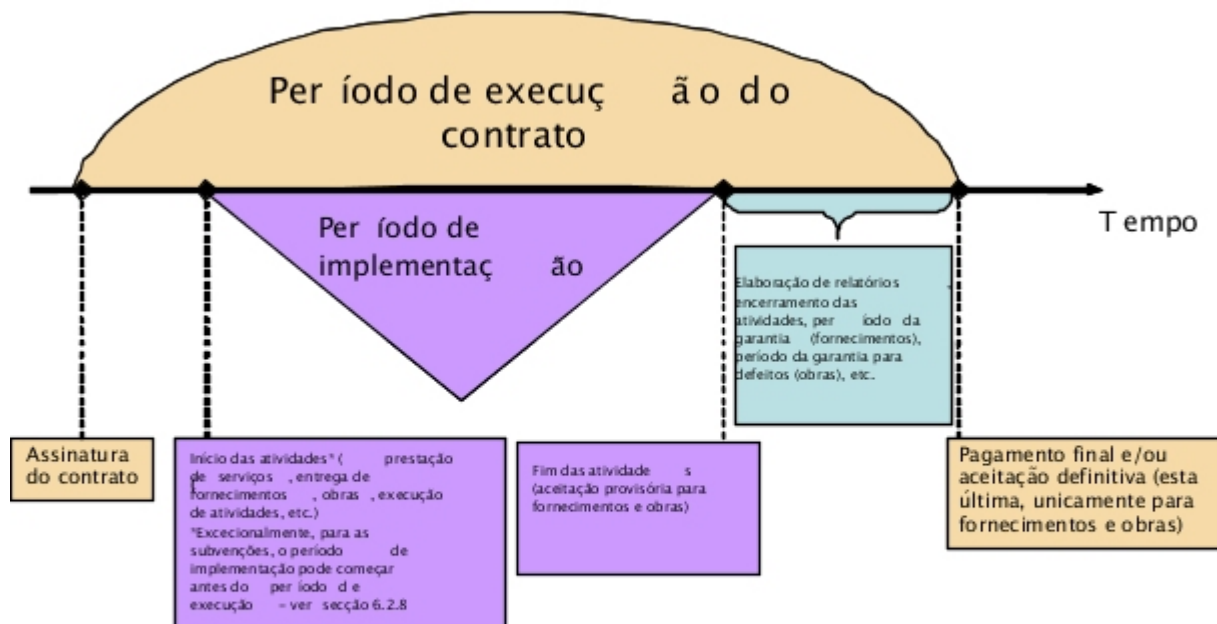 Período de execução do
contrato
Tempo
Período de
implementação
Elaboração de relatórios,
encerramento das
atividades, período da
garantia (fornecimentos),
período da garantia para
defeitos (obras), etc.
Assinatura
do contrato
Início das atividades* (prestação
de serviços, entrega de
fornecimentos, obras, execução
de atividades, etc.)
*Excecionalmente, para as
subvenções, o período de
implementação pode começar
antes do período de
execução – ver secção 6.2.8
Fim das atividades
(aceitação provisória para
fornecimentos e obras)
Pagamento final e/ou
aceitação definitiva (esta
última, unicamente para
fornecimentos e obras)